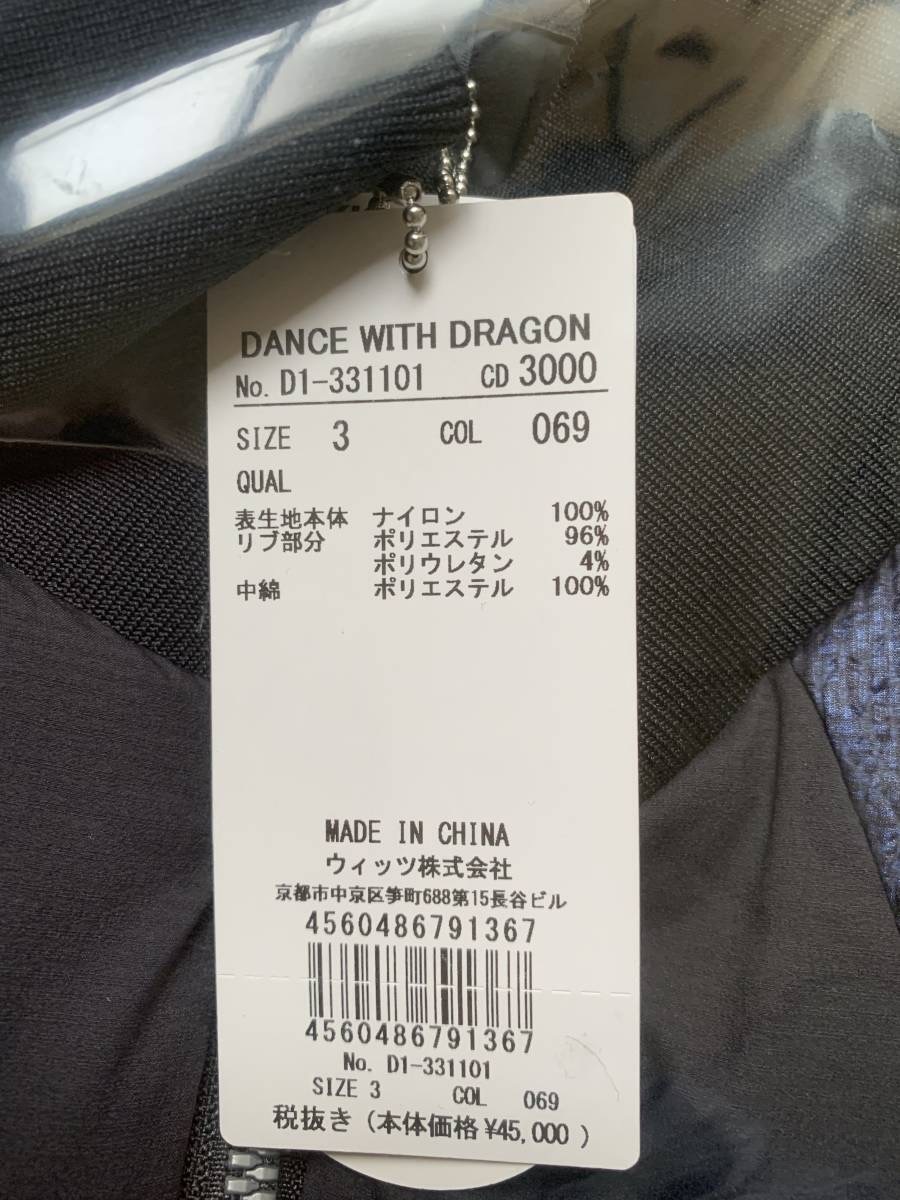 DANCE WITH DRAGON
No. D1-331101 CD 3000
SIZE 3 COL 069
QUAL
表生地本体 ナイロン 100%
リブ部分 ポリエステル 96%
ポリウレタン 4%
中綿 ポリエステル 100%
MADE IN CHINA
ウィッツ株式会社
京都市中京区笋町688第15長谷ビル
4560486791367
4560486791367
No. D1-331101
SIZE 3 COL 069
税抜き (本体価格¥45,000 )